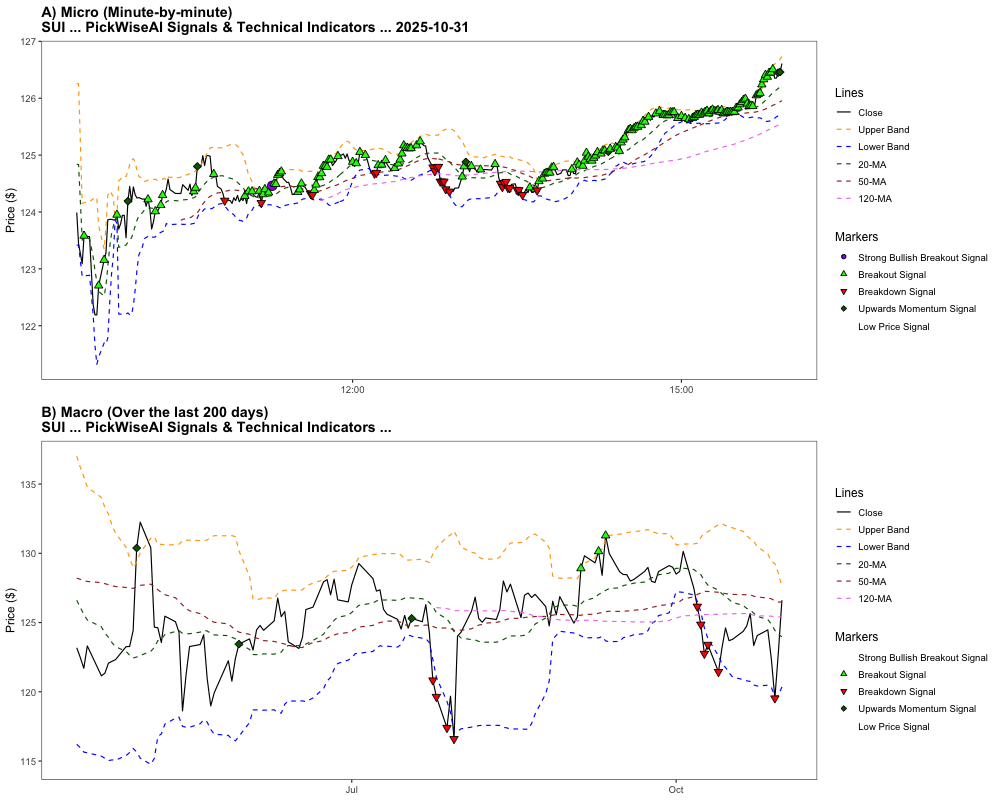 A) Micro (Minute-by-minute)
SUI ... PickWiseAI Signals & Technical Indicators ... 2025-10-31
Price ($)
127
126
125
124
123
122
12:00
15:00
Lines
Close
Upper Band
Lower Band
20-MA
50-MA
120-MA
Markers
Strong Bullish Breakout Signal
Breakout Signal
Breakdown Signal
Upwards Momentum Signal
Low Price Signal
B) Macro (Over the last 200 days)
SUI ... PickWiseAI Signals & Technical Indicators ...
Price ($)
135
130
125
120
115
Jul
Oct
Lines
Close
Upper Band
Lower Band
20-MA
50-MA
120-MA
Markers
Strong Bullish Breakout Signal
Breakout Signal
Breakdown Signal
Upwards Momentum Signal
Low Price Signal